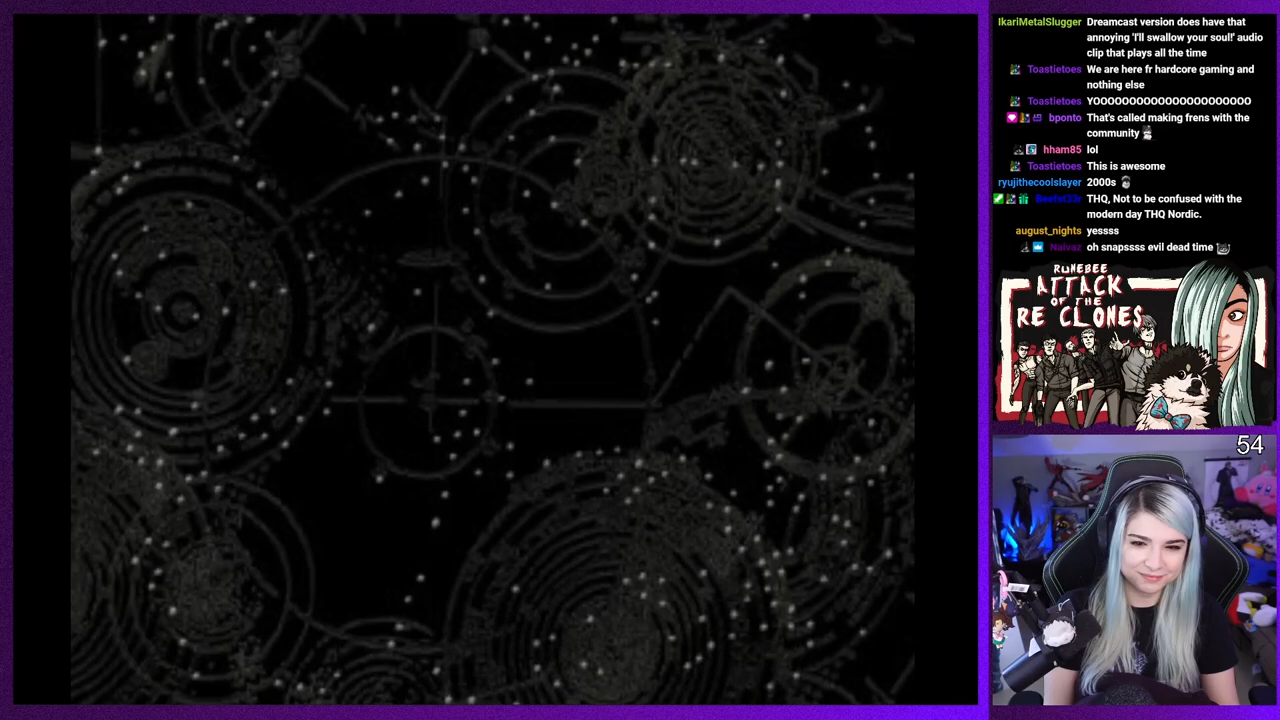 IkariMetalSlugger Dreamcast version does have that
annoying 'I'll swallow your soul!' audio
clip that plays all the time
Toastietoes We are here fr hardcore gaming and
nothing else
Toastietoes YOOOOOOOOOOOOOOOOOOOOOO
bponto That's called making frens with the
community
hham85 lol
Toastietoes This is awesome
ryujithecoolslayer 2000s
THQ, Not to be confused with the
modern day THQ Nordic.
august_nights yessss
Naivaz oh snapssss evil dead time
RUNEBEE
ATTACK
OF THE
RE CLONES
54